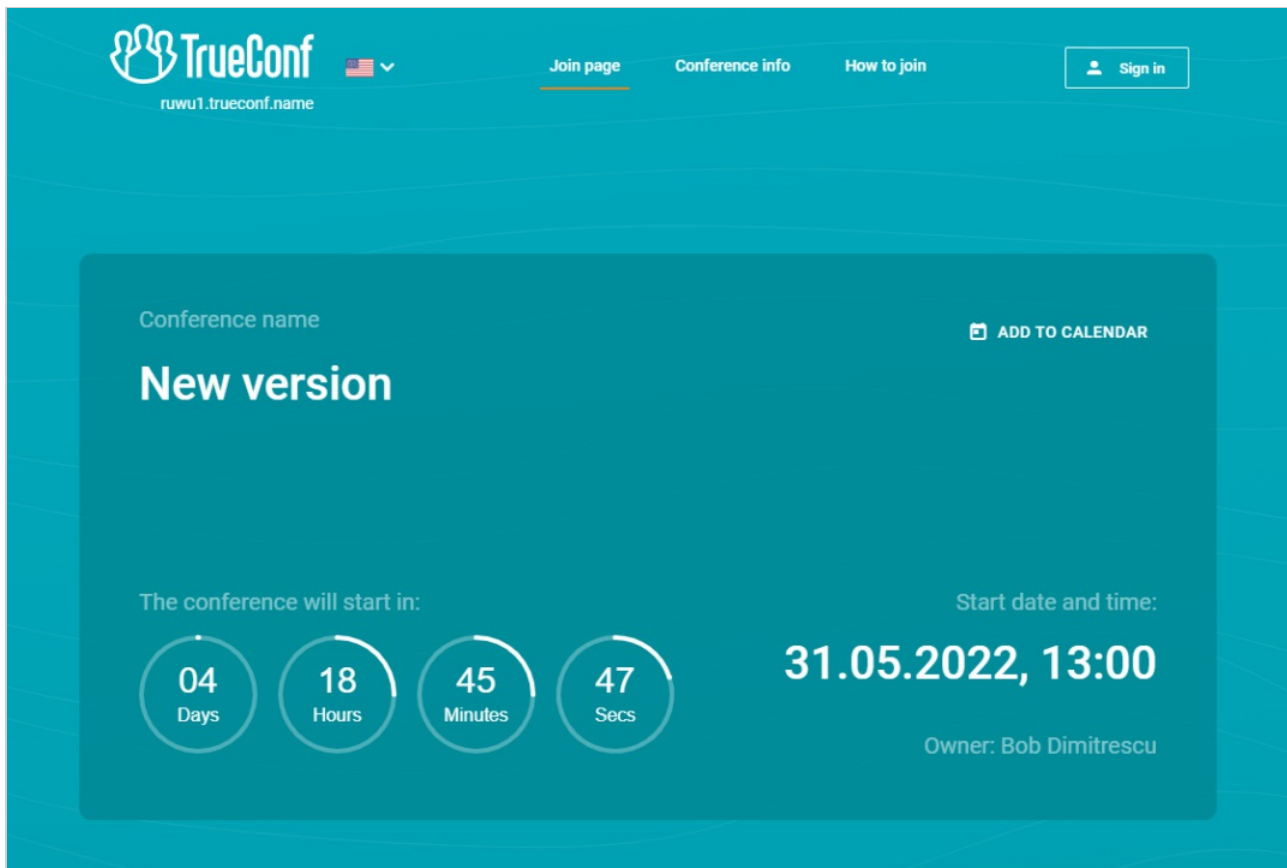 TrueConf
ruwu1.trueconf.name
Join page
Conference info
How to join
Sign in
Conference name
ADD TO CALENDAR
New version
The conference will start in:
04
Days
18
Hours
45
Minutes
47
Secs
Start date and time:
31.05.2022, 13:00
Owner: Bob Dimitrescu